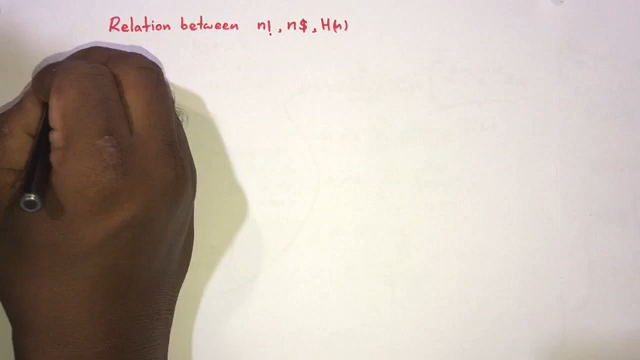 Relation between n!, n$, H(n)